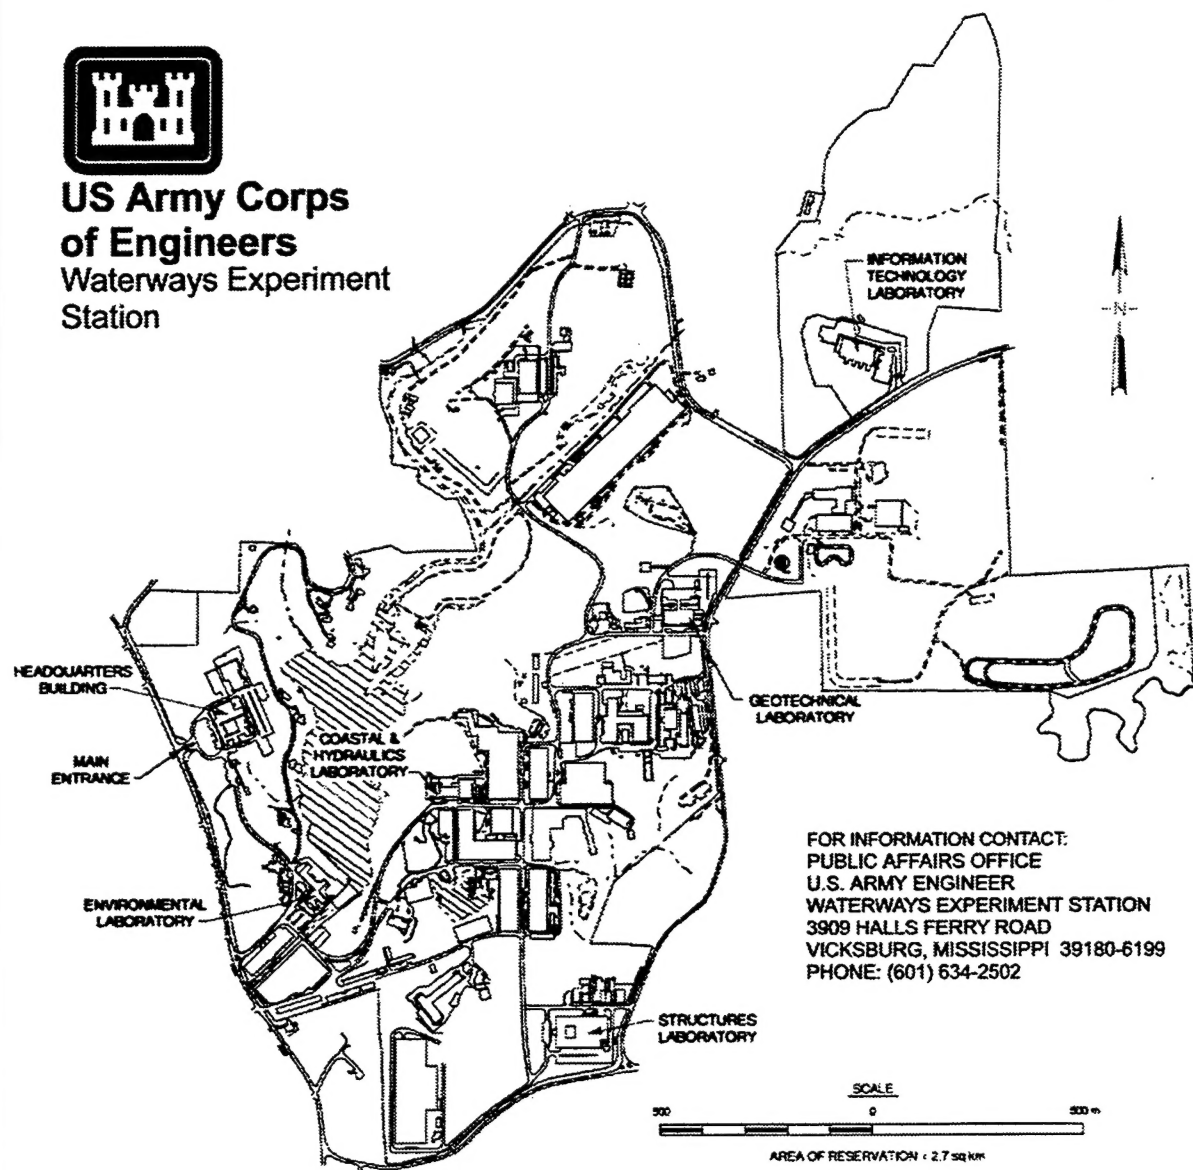 US Army Corps
of Engineers
Waterways Experiment
Station
INFORMATION
TECHNOLOGY
LABORATORY
N
HEADQUARTERS
BUILDING
MAIN
ENTRANCE
COASTAL &
HYDRAULICS
LABORATORY
GEOTECHNICAL
LABORATORY
ENVIRONMENTAL
LABORATORY
STRUCTURES
LABORATORY
FOR INFORMATION CONTACT:
PUBLIC AFFAIRS OFFICE
U.S. ARMY ENGINEER
WATERWAYS EXPERIMENT STATION
3909 HALLS FERRY ROAD
VICKSBURG, MISSISSIPPI 39180-6199
PHONE: (601) 634-2502
SCALE
500 0 500 m
AREA OF RESERVATION : 2.7 sq km